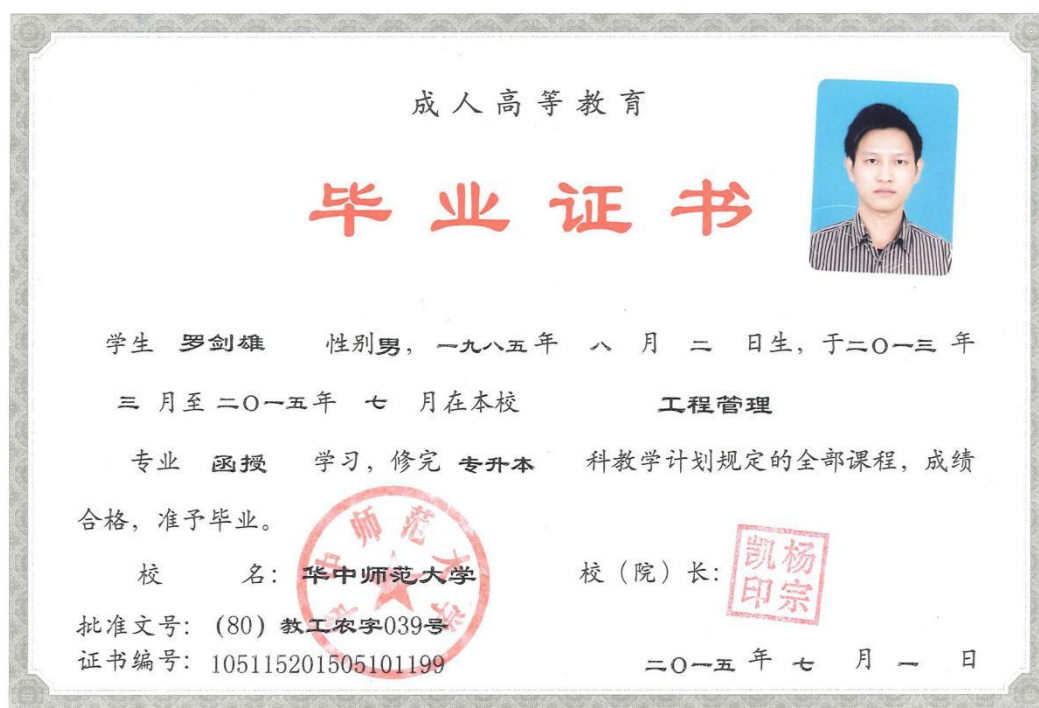 成人高等教育
毕业证书
学生 罗剑雄 性别男，一九八五年 八 月 二 日生，于二O一三 年
三 月至 二O一五年 七 月在本校 工程管理
专业 函授 学习，修完 专升本 科教学计划规定的全部课程，成绩
合格，准予毕业。
校 名：华中师范大学 校（院）长：
华中师范大学
杨宗凯印
批准文号：(80) 教工农字039号
证书编号：105115201505101199
二O一五 年 七 月 一 日